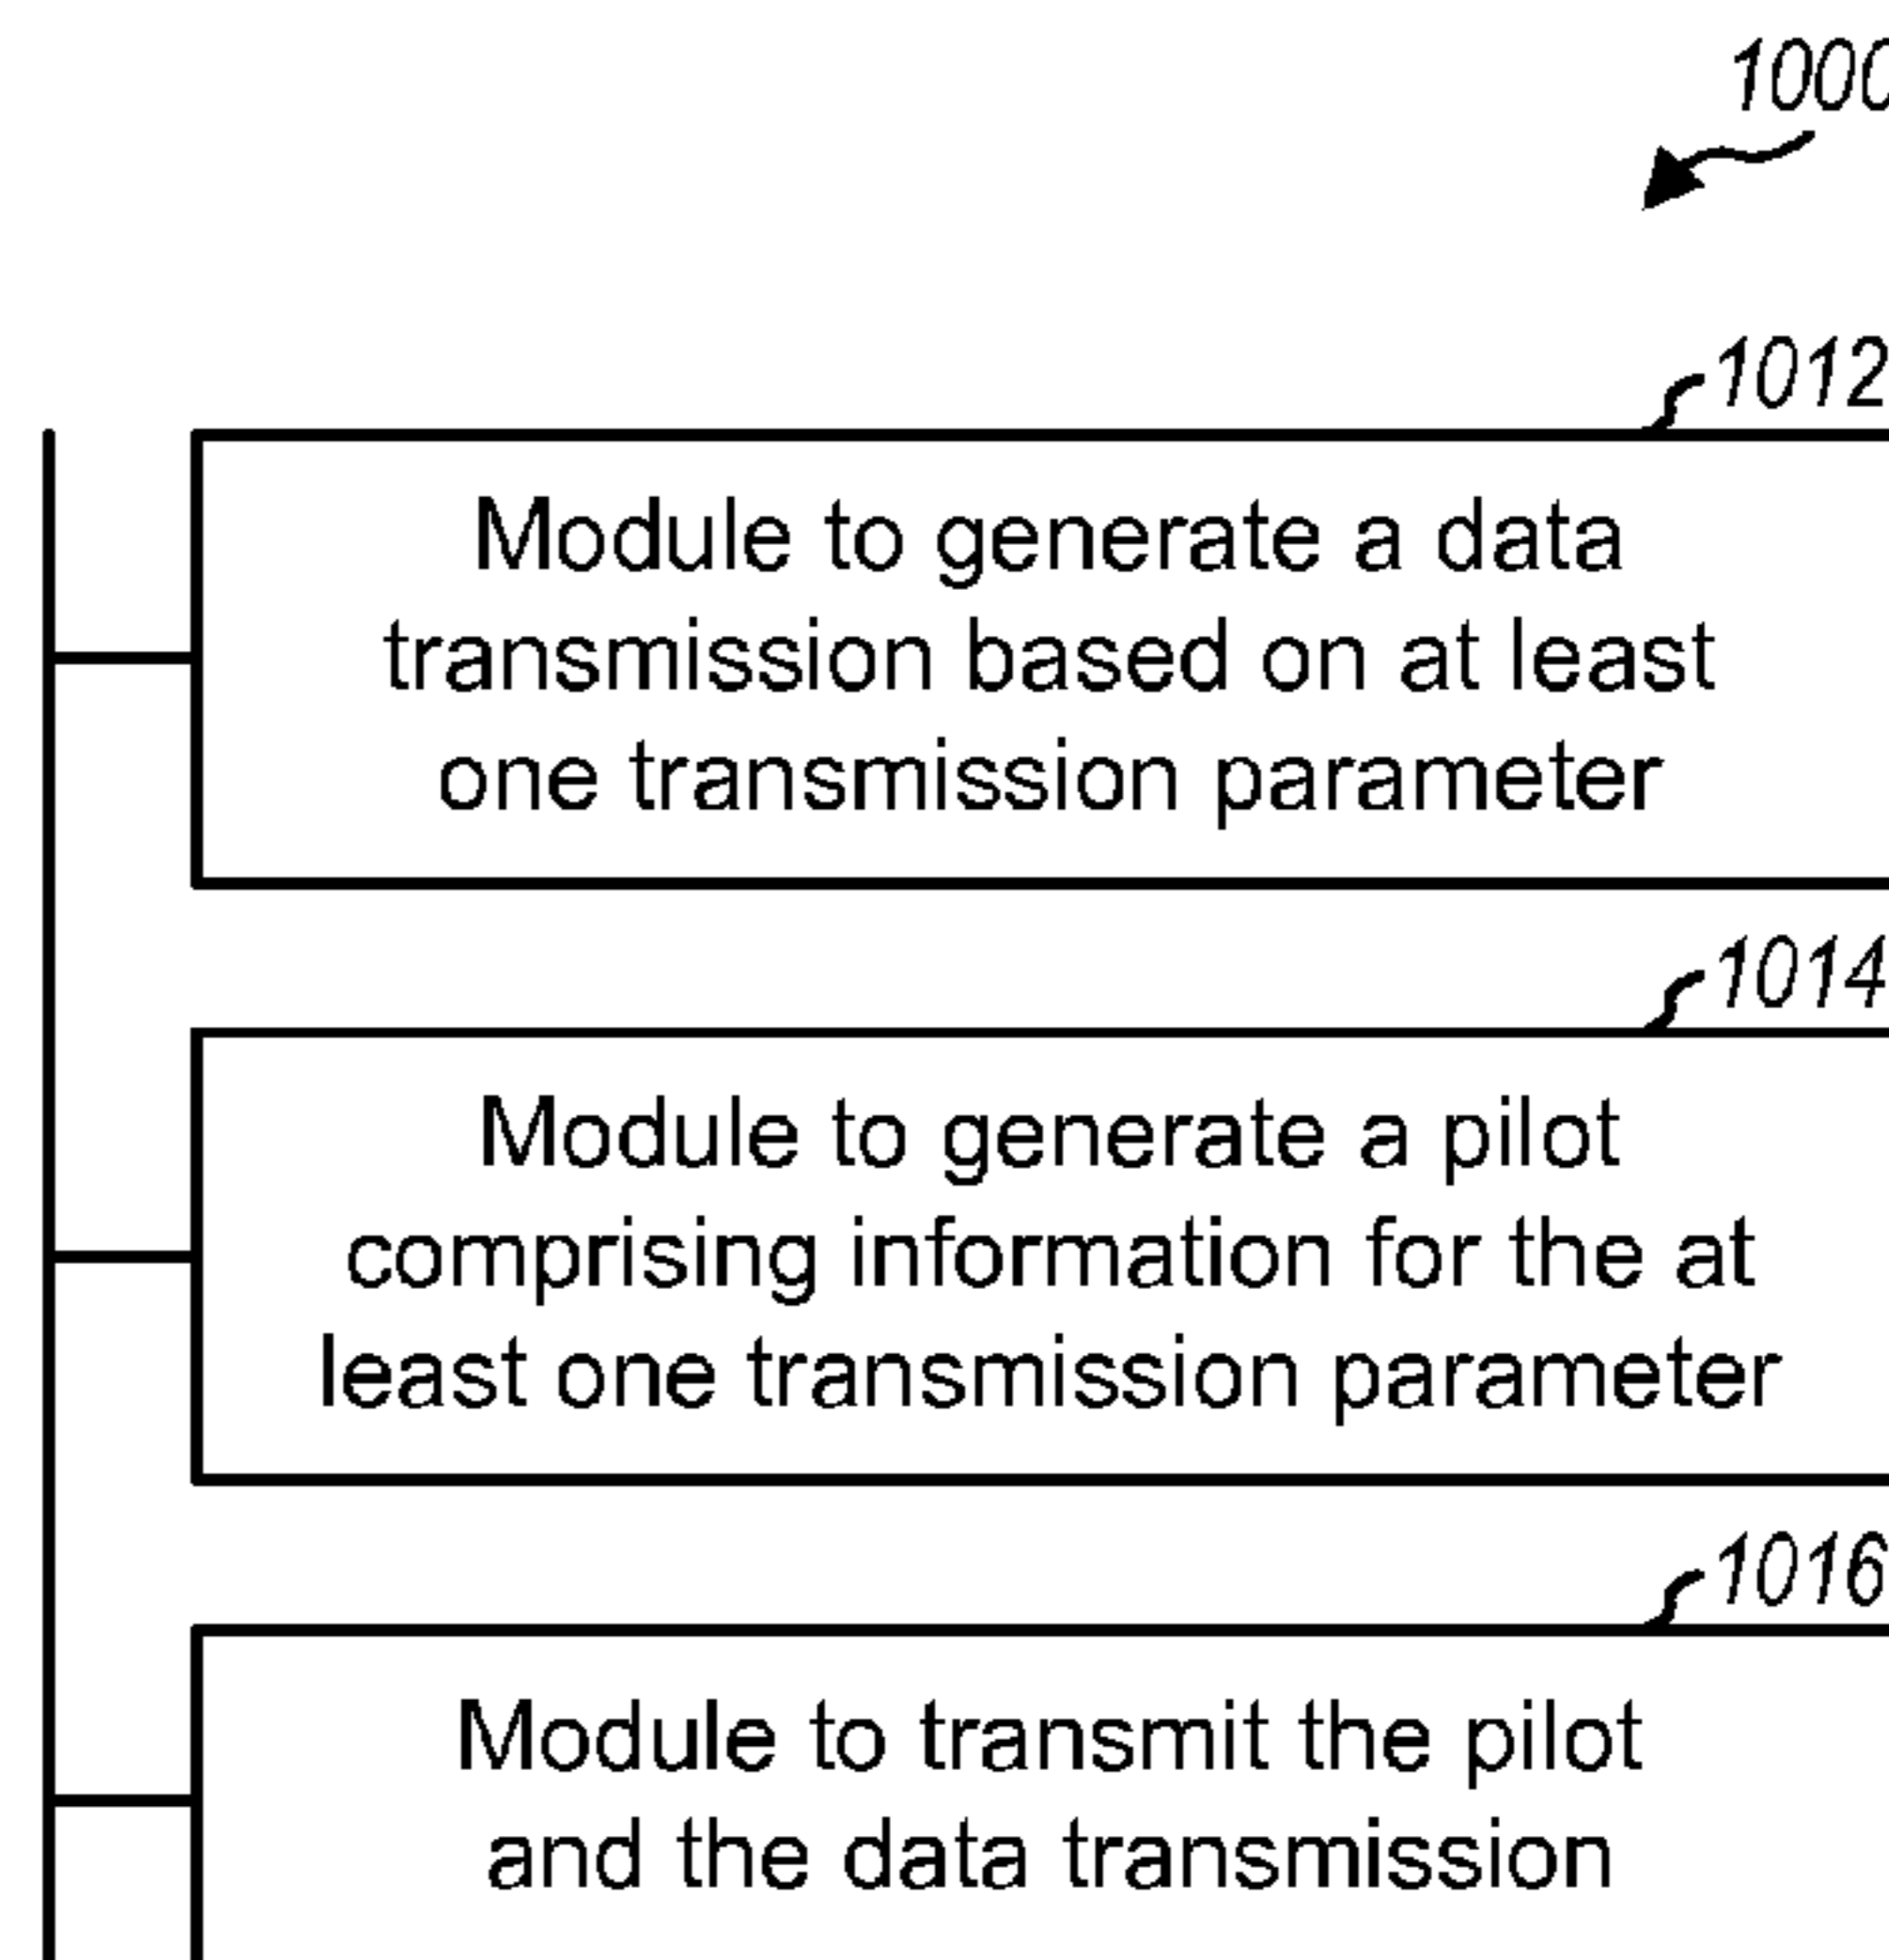 1000
1012
Module to generate a data
transmission based on at least
one transmission parameter
1014
Module to generate a pilot
comprising information for the at
least one transmission parameter
1016
Module to transmit the pilot
and the data transmission